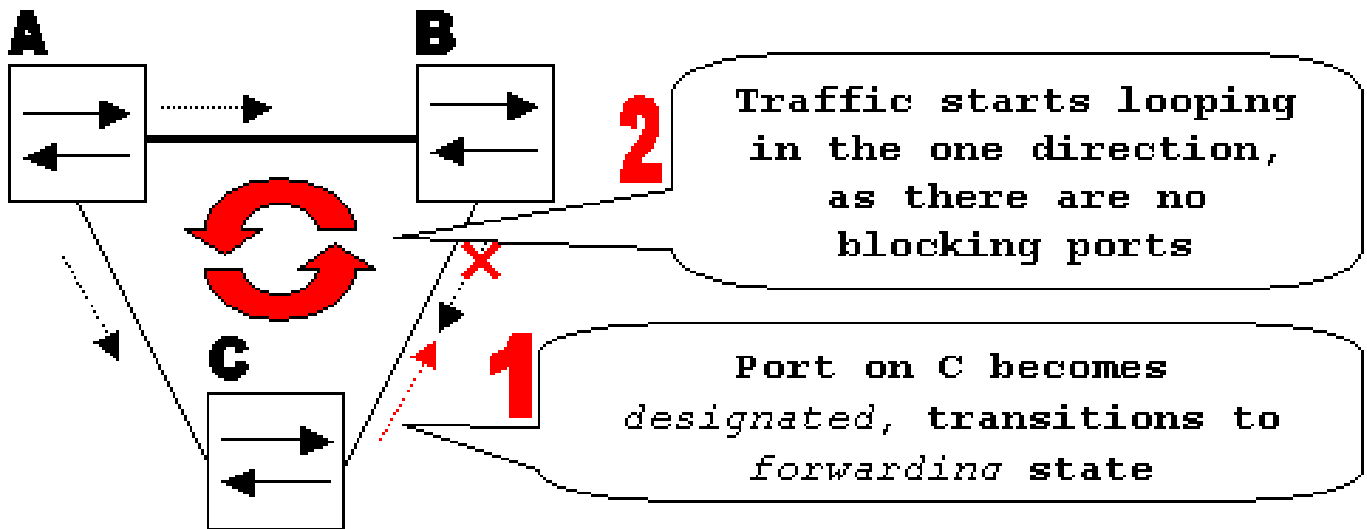 A
B
2
Traffic starts looping
in the one direction,
as there are no
blocking ports
C
1
Port on C becomes
designated, transitions to
forwarding state